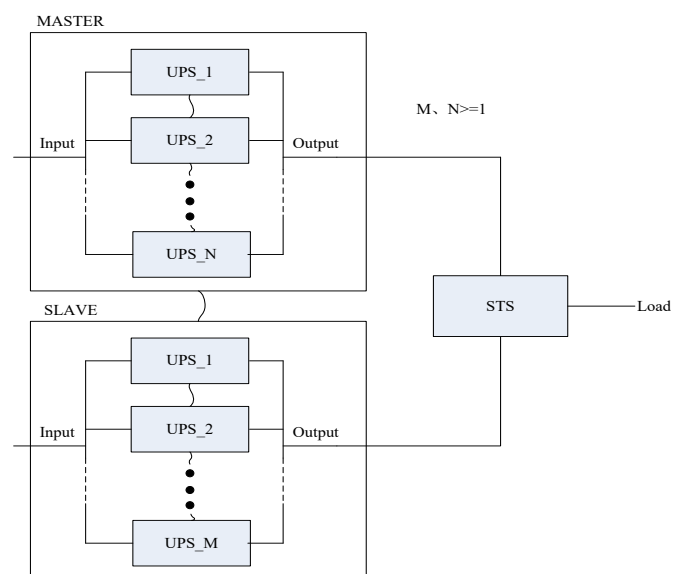 MASTER
UPS_1
M、N>=1
Input
UPS_2
Output
UPS_N
STS
Load
SLAVE
UPS_1
Input
UPS_2
Output
UPS_M